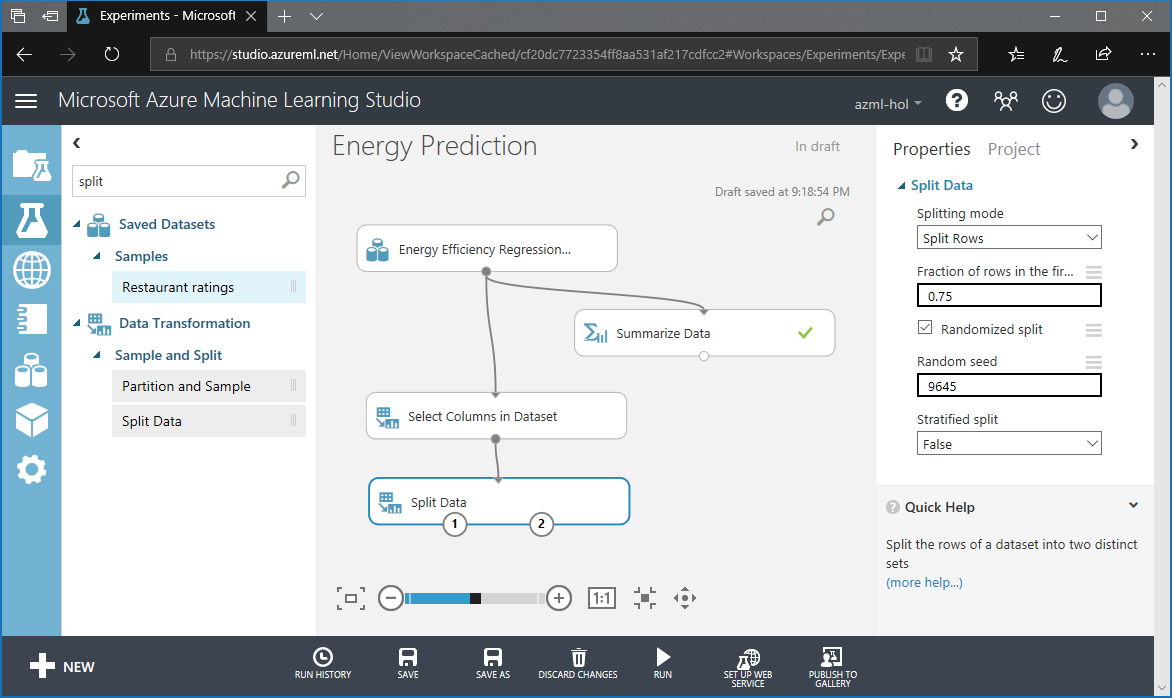 Experiments - Microsoft
https://studio.azureml.net/Home/ViewWorkspaceCached/cf20dc7723354ff8aa531af217cdfcc2#Workspaces/Experiments/Expe
Microsoft Azure Machine Learning Studio
azml-hol
split
Saved Datasets
Samples
Restaurant ratings
Data Transformation
Sample and Split
Partition and Sample
Split Data
Energy Prediction
In draft
Draft saved at 9:18:54 PM
Energy Efficiency Regression...
Summarize Data
Select Columns in Dataset
Split Data
1
2
1:1
Properties
Project
Split Data
Splitting mode
Split Rows
Fraction of rows in the fir...
0.75
Randomized split
Random seed
9645
Stratified split
False
Quick Help
Split the rows of a dataset into two distinct
sets
(more help...)
NEW
RUN HISTORY
SAVE
SAVE AS
DISCARD CHANGES
RUN
SET UP WEB
SERVICE
PUBLISH TO
GALLERY